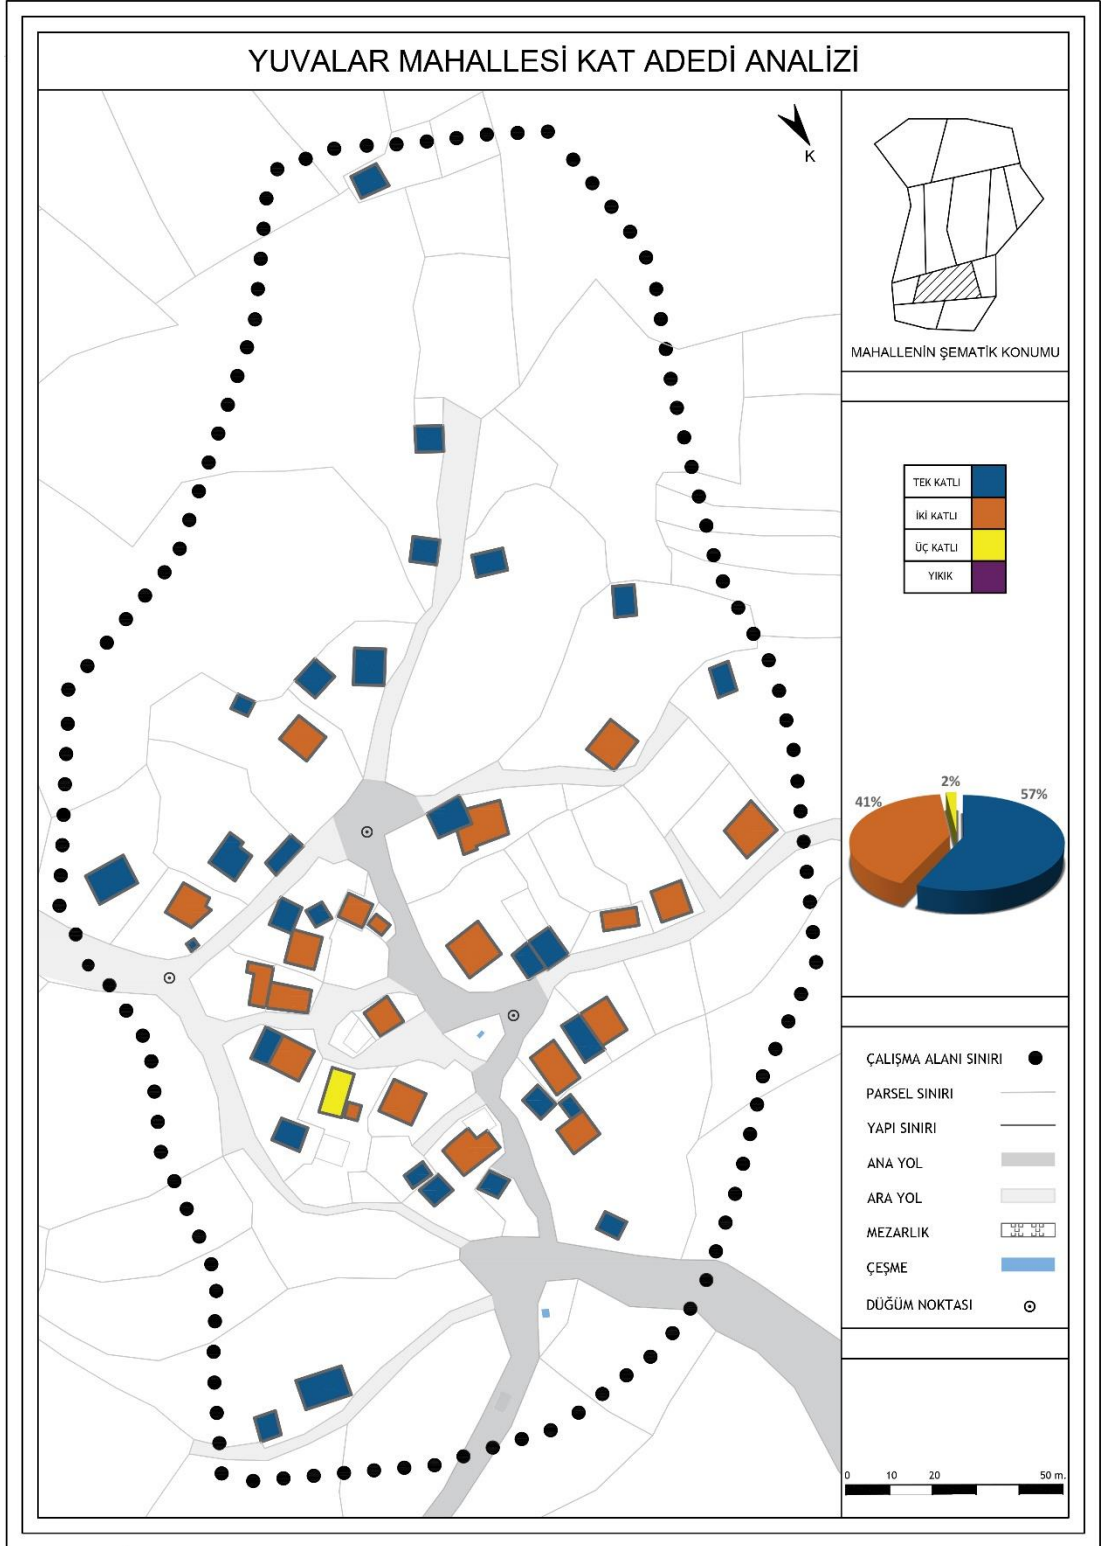 YUVALAR MAHALLESİ KAT ADEDİ ANALİZİ
K
MAHALLENİN ŞEMATİK KONUMU
TEK KATLI
İKİ KATLI
ÜÇ KATLI
YIKIK
2%
41%
57%
ÇALIŞMA ALANI SINIRI
PARSEL SINIRI
YAPI SINIRI
ANA YOL
ARA YOL
MEZARLIK
ÇEŞME
DÜĞÜM NOKTASI
0 10 20 50 m.